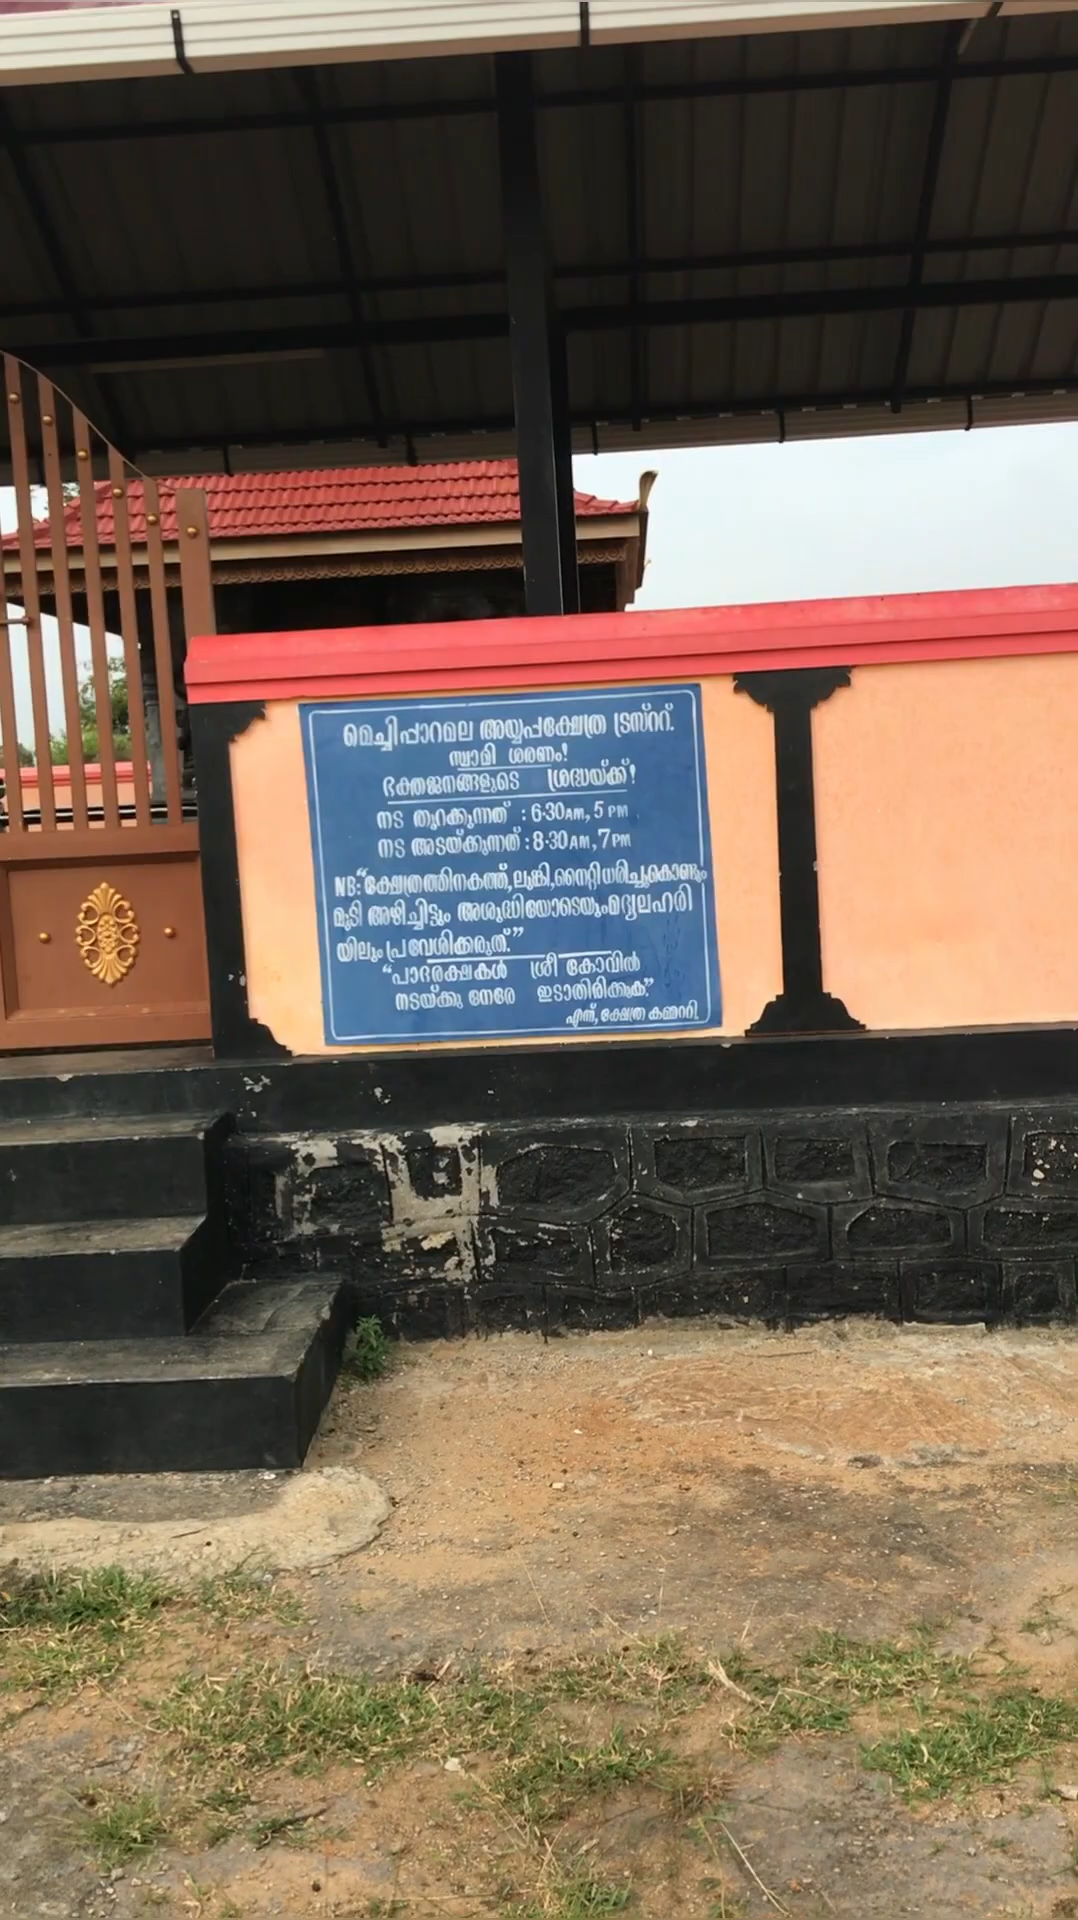 മെച്ചിപ്പാറമല അയ്യപ്പക്ഷേത്ര ട്രസ്ററ്.
സ്വാമി ശരണം!
ഭക്തജനങ്ങളുടെ ശ്രദ്ധയ്ക്ക്!
നട തുറക്കുന്നത് : 6·30AM, 5 PM
നട അടയ്ക്കുന്നത് : 8·30AM, 7PM
NB: "ക്ഷേത്രത്തിനകത്ത്, ലുങ്കി, നൈറ്റി ധരിച്ചുകൊണ്ടും
മുടി അഴിച്ചിട്ടും അശുദ്ധിയോടെയും മദ്യലഹരി
യിലും പ്രവേശിക്കരുത്."
"പാദരക്ഷകൾ ശ്രീ കോവിൽ
നടയ്ക്കു നേരേ ഇടാതിരിക്കുക."
എന്ന്, ക്ഷേത്ര കമ്മററി